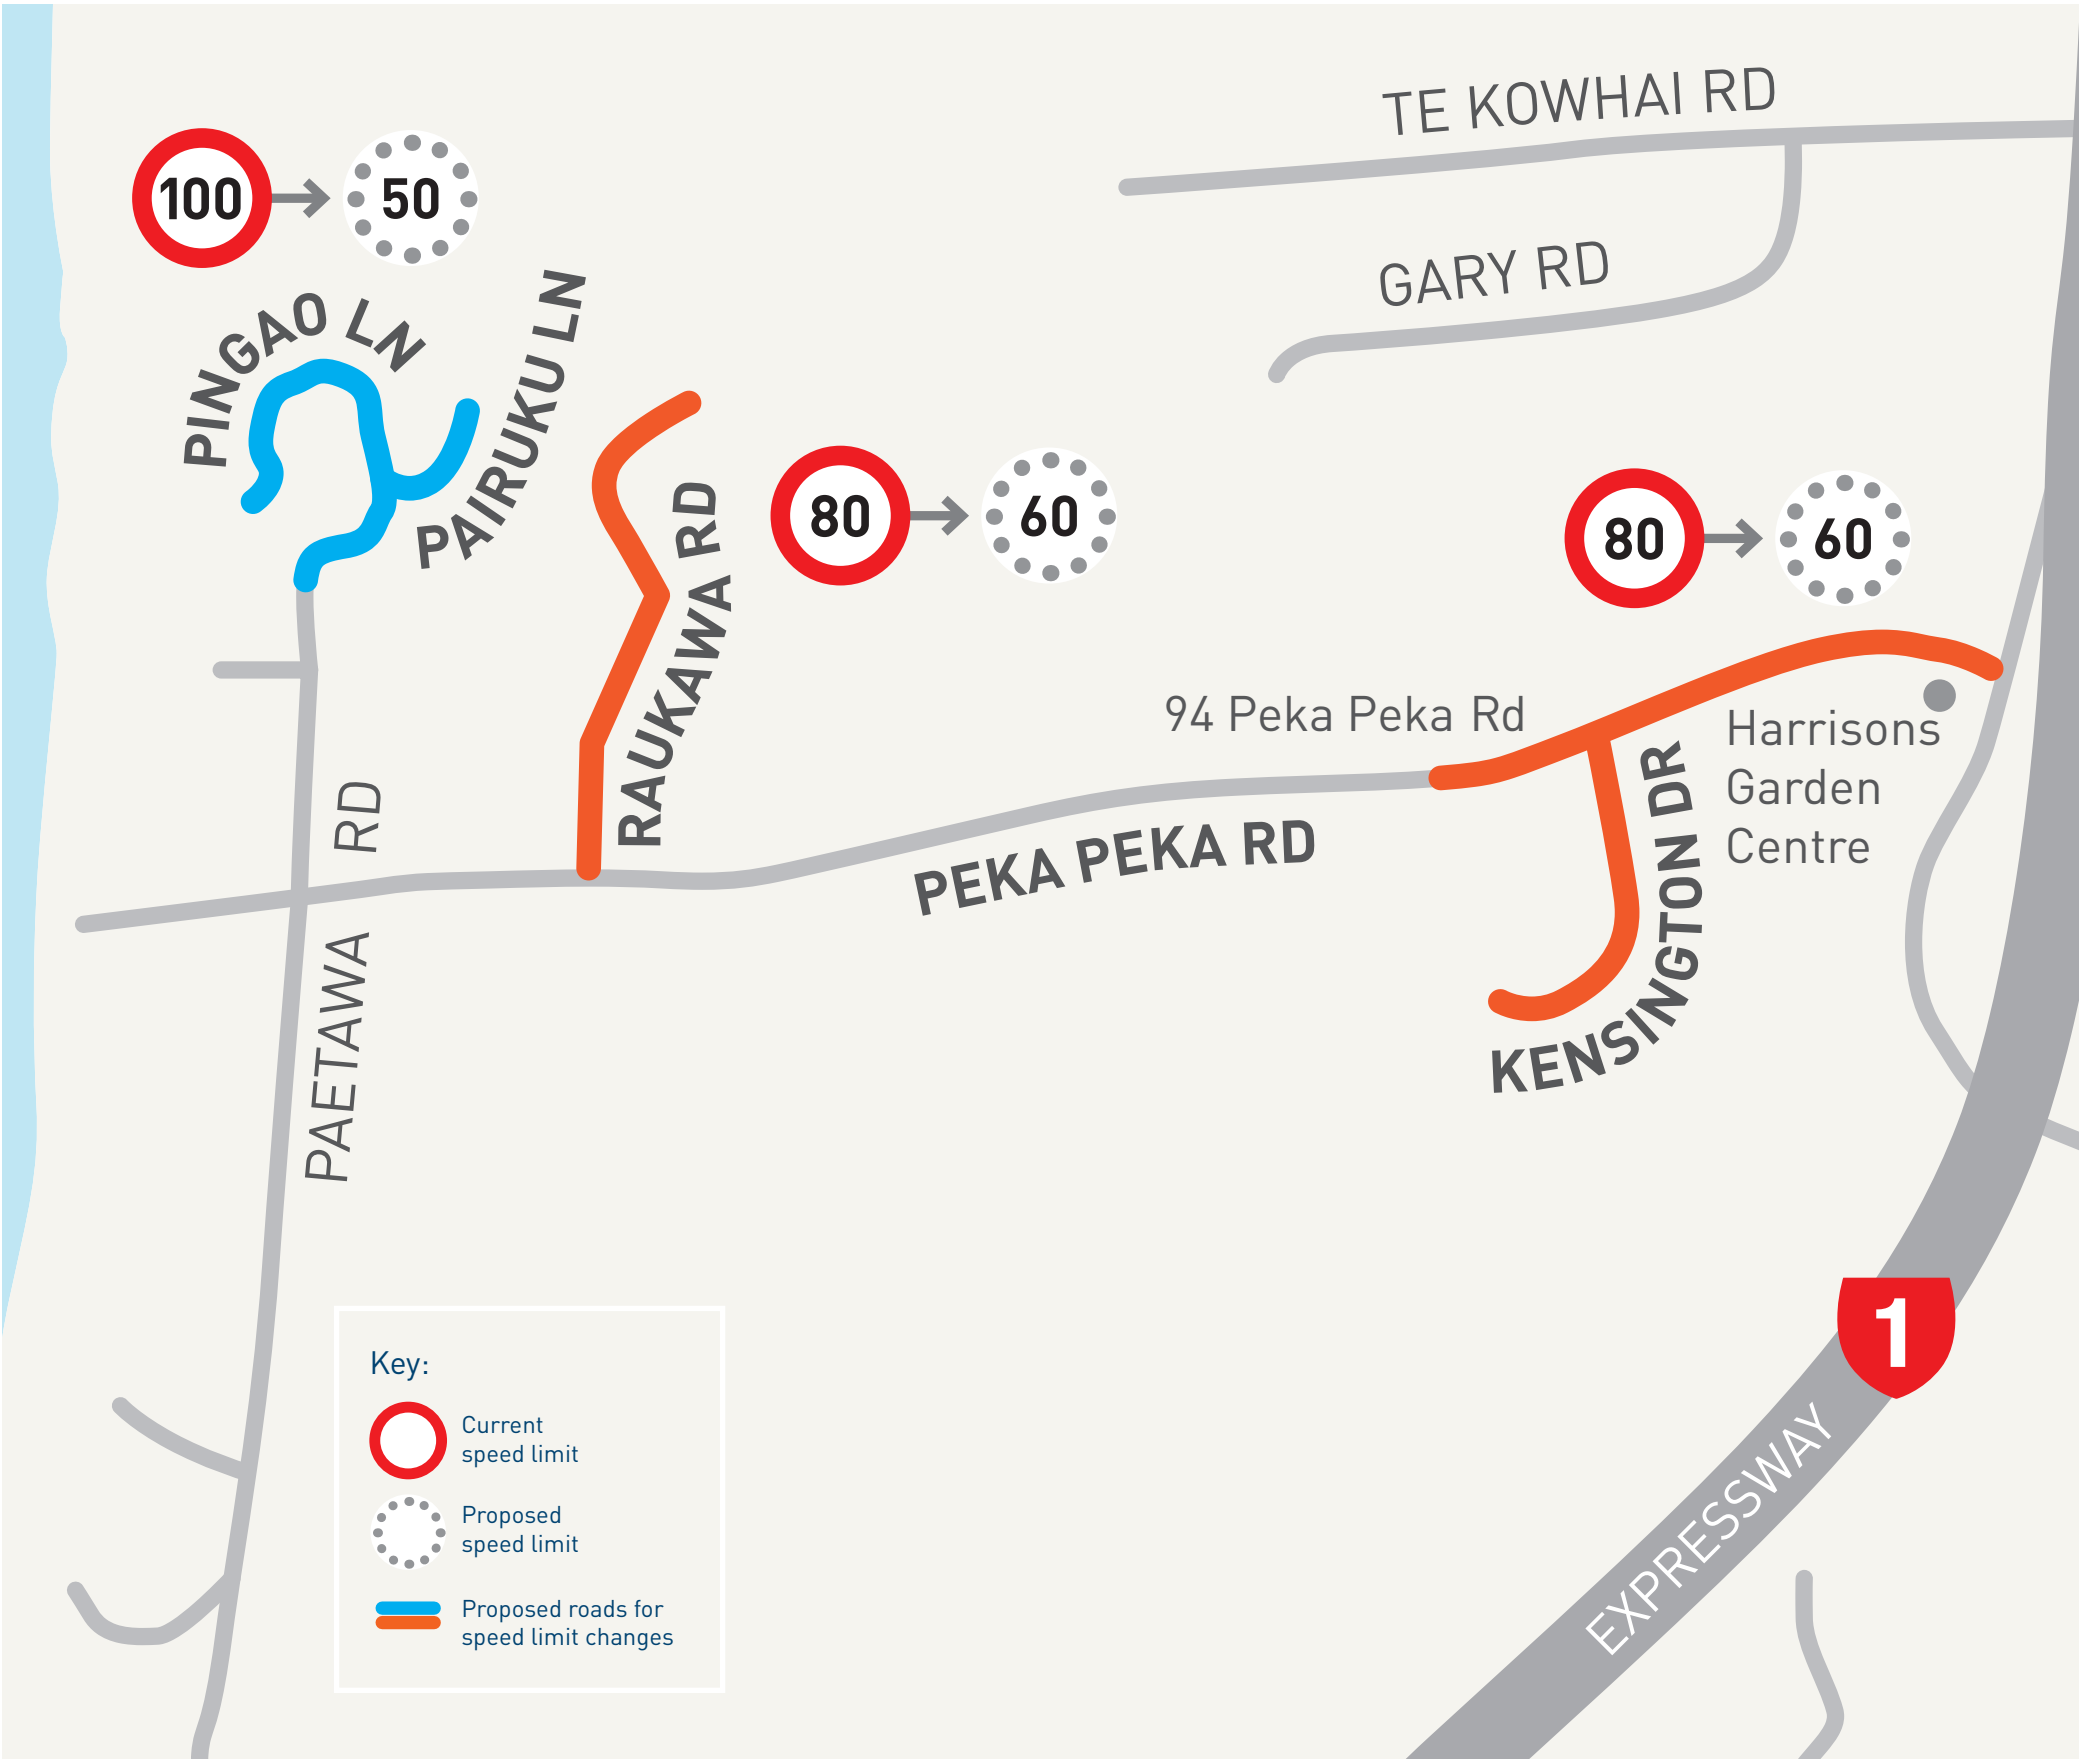 TE KOWHAI RD
100
50
GARY RD
PINGAO LN
PAIRUKU LN
80
60
80
60
RAUKAWA RD
94 Peka Peka Rd
Harrisons
Garden
Centre
KENSINGTON DR
PEKA PEKA RD
PAETAWA RD
1
EXPRESSWAY
Key:
Current
speed limit
Proposed
speed limit
Proposed roads for
speed limit changes